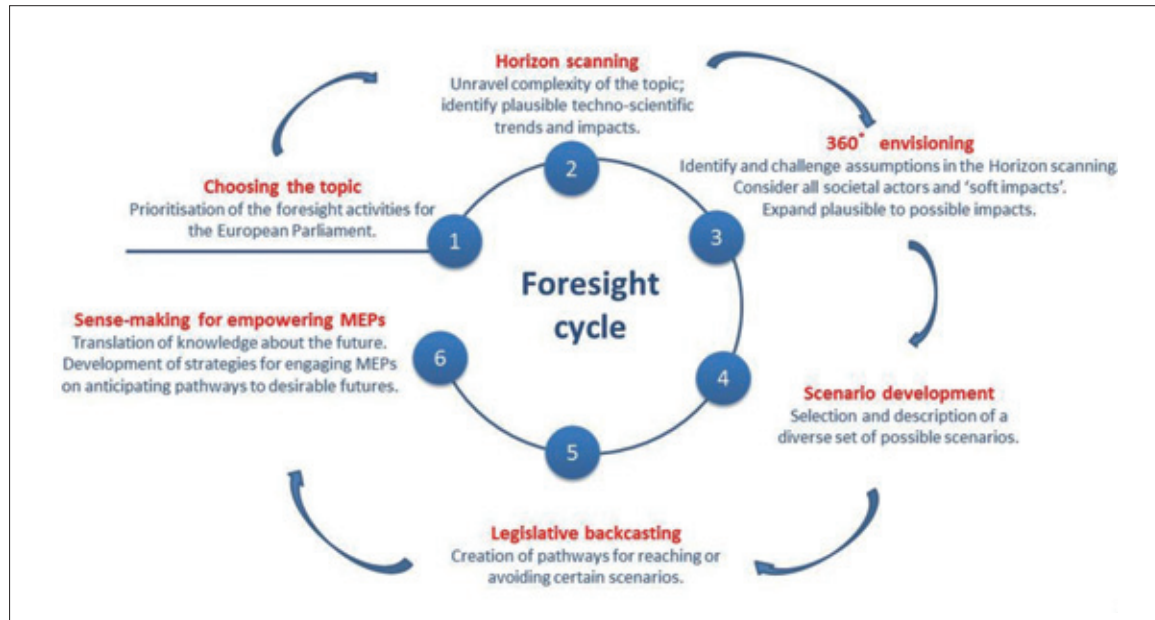 Choosing the topic
Prioritisation of the foresight activities for
the European Parliament.
1
Horizon scanning
Unravel complexity of the topic;
identify plausible techno-scientific
trends and impacts.
2
360° envisioning
Identify and challenge assumptions in the Horizon scanning
Consider all societal actors and ‘soft impacts’.
Expand plausible to possible impacts.
3
Foresight
cycle
Scenario development
Selection and description of a
diverse set of possible scenarios.
4
Legislative backcasting
Creation of pathways for reaching or
avoiding certain scenarios.
5
Sense-making for empowering MEPs
Translation of knowledge about the future.
Development of strategies for engaging MEPs
on anticipating pathways to desirable futures.
6